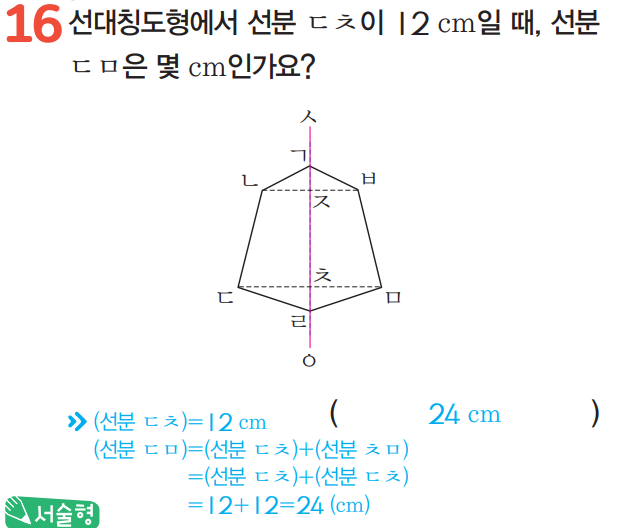 16 선대칭도형에서 선분 ㄷㅊ이 12 cm일 때, 선분
ㄷㅁ은 몇 cm인가요?
ㅅ
ㄱ
ㄴ ㅂ
ㅈ
ㅊ
ㄷ ㅁ
ㄹ
ㅇ
( 24 cm )
» (선분 ㄷㅊ)=12 cm
(선분 ㄷㅁ)=(선분 ㄷㅊ)+(선분 ㅊㅁ)
=(선분 ㄷㅊ)+(선분 ㄷㅊ)
=12+12=24 (cm)
서술형